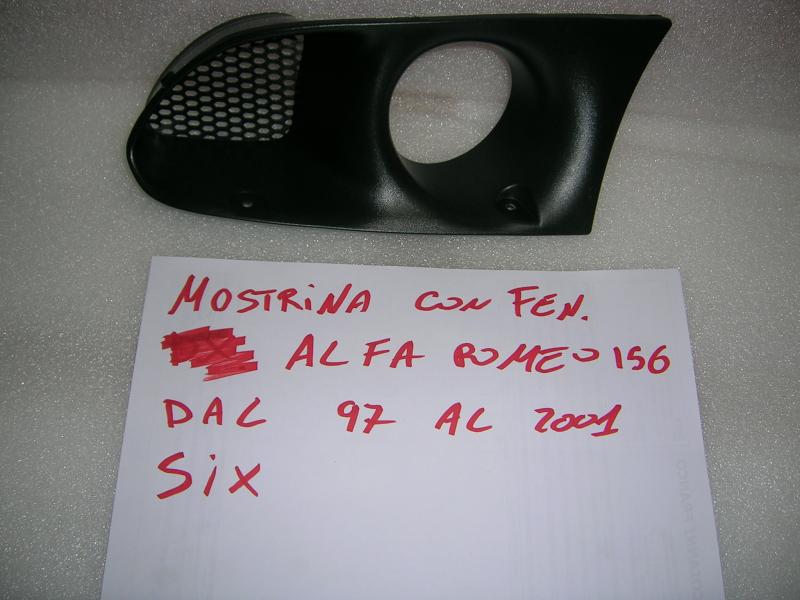 MOSTRINA CON FEN.
ALFA ROMEO 156
DAL 97 AL 2001
SIX